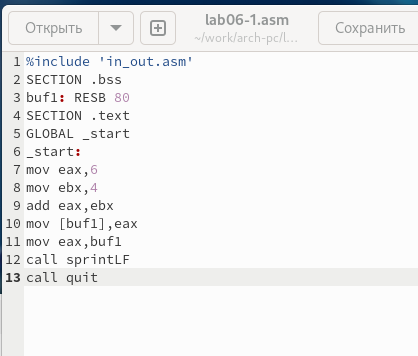 Открыть
lab06-1.asm
~/work/arch-pc/l...
Сохранить
1 %include 'in_out.asm'
2 SECTION .bss
3 buf1: RESB 80
4 SECTION .text
5 GLOBAL _start
6 _start:
7 mov eax,6
8 mov ebx,4
9 add eax,ebx
10 mov [buf1],eax
11 mov eax,buf1
12 call sprintLF
13 call quit